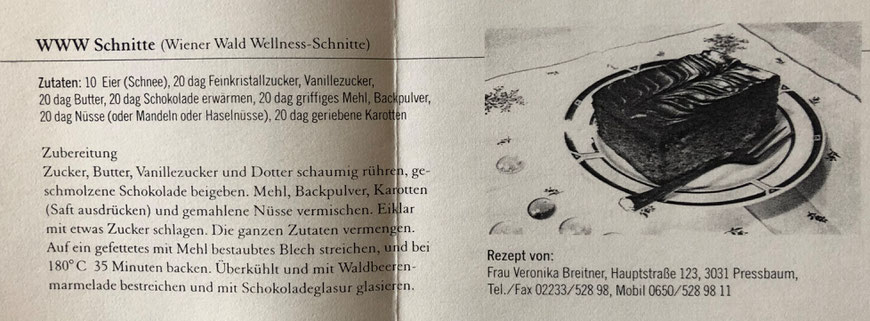 WWW Schnitte (Wiener Wald Wellness-Schnitte)
Zutaten: 10 Eier (Schnee), 20 dag Feinkristallzucker, Vanillezucker,
20 dag Butter, 20 dag Schokolade erwärmen, 20 dag griffiges Mehl, Backpulver,
20 dag Nüsse (oder Mandeln oder Haselnüsse), 20 dag geriebene Karotten
Zubereitung
Zucker, Butter, Vanillezucker und Dotter schaumig rühren, ge-
schmolzene Schokolade beigeben. Mehl, Backpulver, Karotten
(Saft ausdrücken) und gemahlene Nüsse vermischen. Eiklar
mit etwas Zucker schlagen. Die ganzen Zutaten vermengen.
Auf ein gefettetes mit Mehl bestaubtes Blech streichen, und bei
180°C 35 Minuten backen. Überkühlt und mit Waldbeeren-
marmelade bestreichen und mit Schokoladeglasur glasieren.
Rezept von:
Frau Veronika Breitner, Hauptstraße 123, 3031 Pressbaum,
Tel./Fax 02233/528 98, Mobil 0650/528 98 11